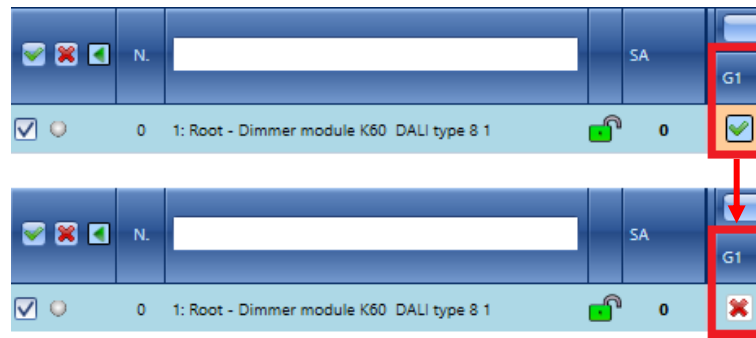 N. SA G1
0 1: Root - Dimmer module K60 DALI type 8 1 0
N. SA G1
0 1: Root - Dimmer module K60 DALI type 8 1 0